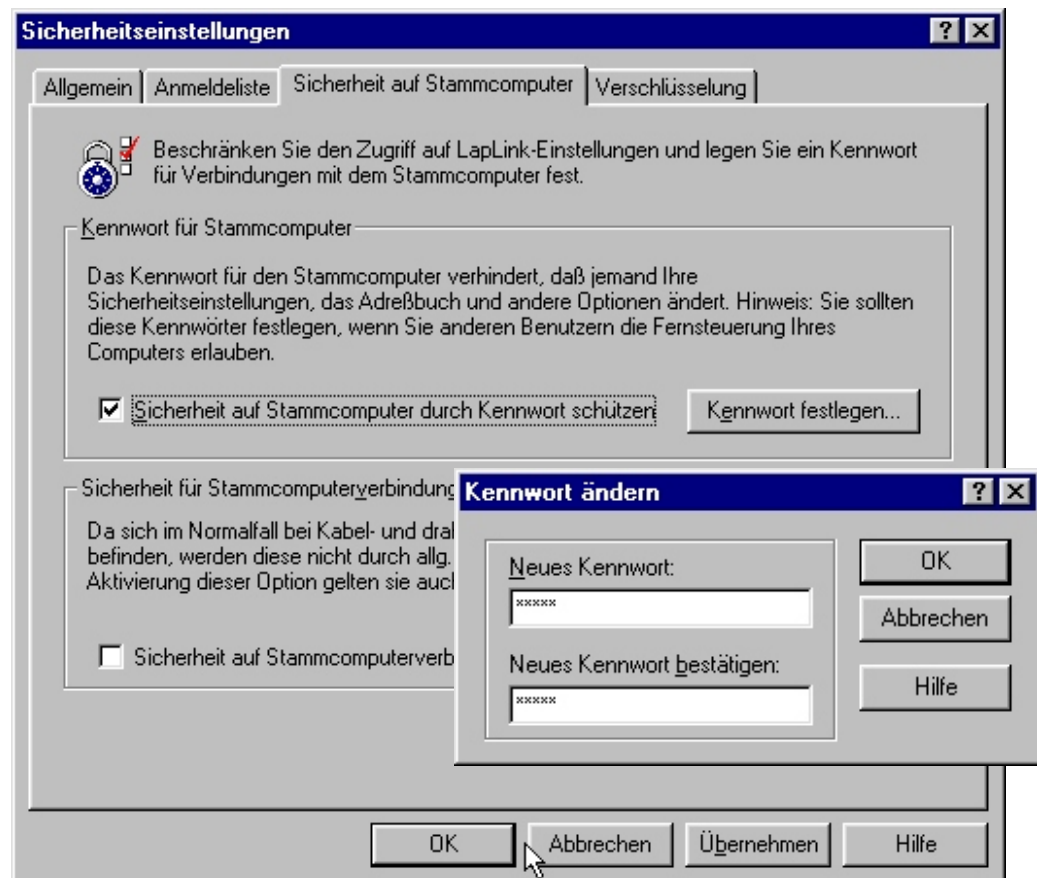 Sicherheitseinstellungen
Allgemein Anmeldeliste Sicherheit auf Stammcomputer Verschlüsselung
Beschränken Sie den Zugriff auf LapLink-Einstellungen und legen Sie ein Kennwort
für Verbindungen mit dem Stammcomputer fest.
Kennwort für Stammcomputer
Das Kennwort für den Stammcomputer verhindert, daß jemand Ihre
Sicherheitseinstellungen, das Adreßbuch und andere Optionen ändert. Hinweis: Sie sollten
diese Kennwörter festlegen, wenn Sie anderen Benutzern die Fernsteuerung Ihres
Computers erlauben.
Sicherheit auf Stammcomputer durch Kennwort schützen Kennwort festlegen...
Sicherheit für Stammcomputerverbindung
Da sich im Normalfall bei Kabel- und
befinden, werden diese nicht durch allg.
Aktivierung dieser Option gelten sie auch
Sicherheit auf Stammcomputerverb
Kennwort ändern
Neues Kennwort:
xxxxx
Neues Kennwort bestätigen:
xxxxx
OK
Abbrechen
Hilfe
OK Abbrechen Übernehmen Hilfe